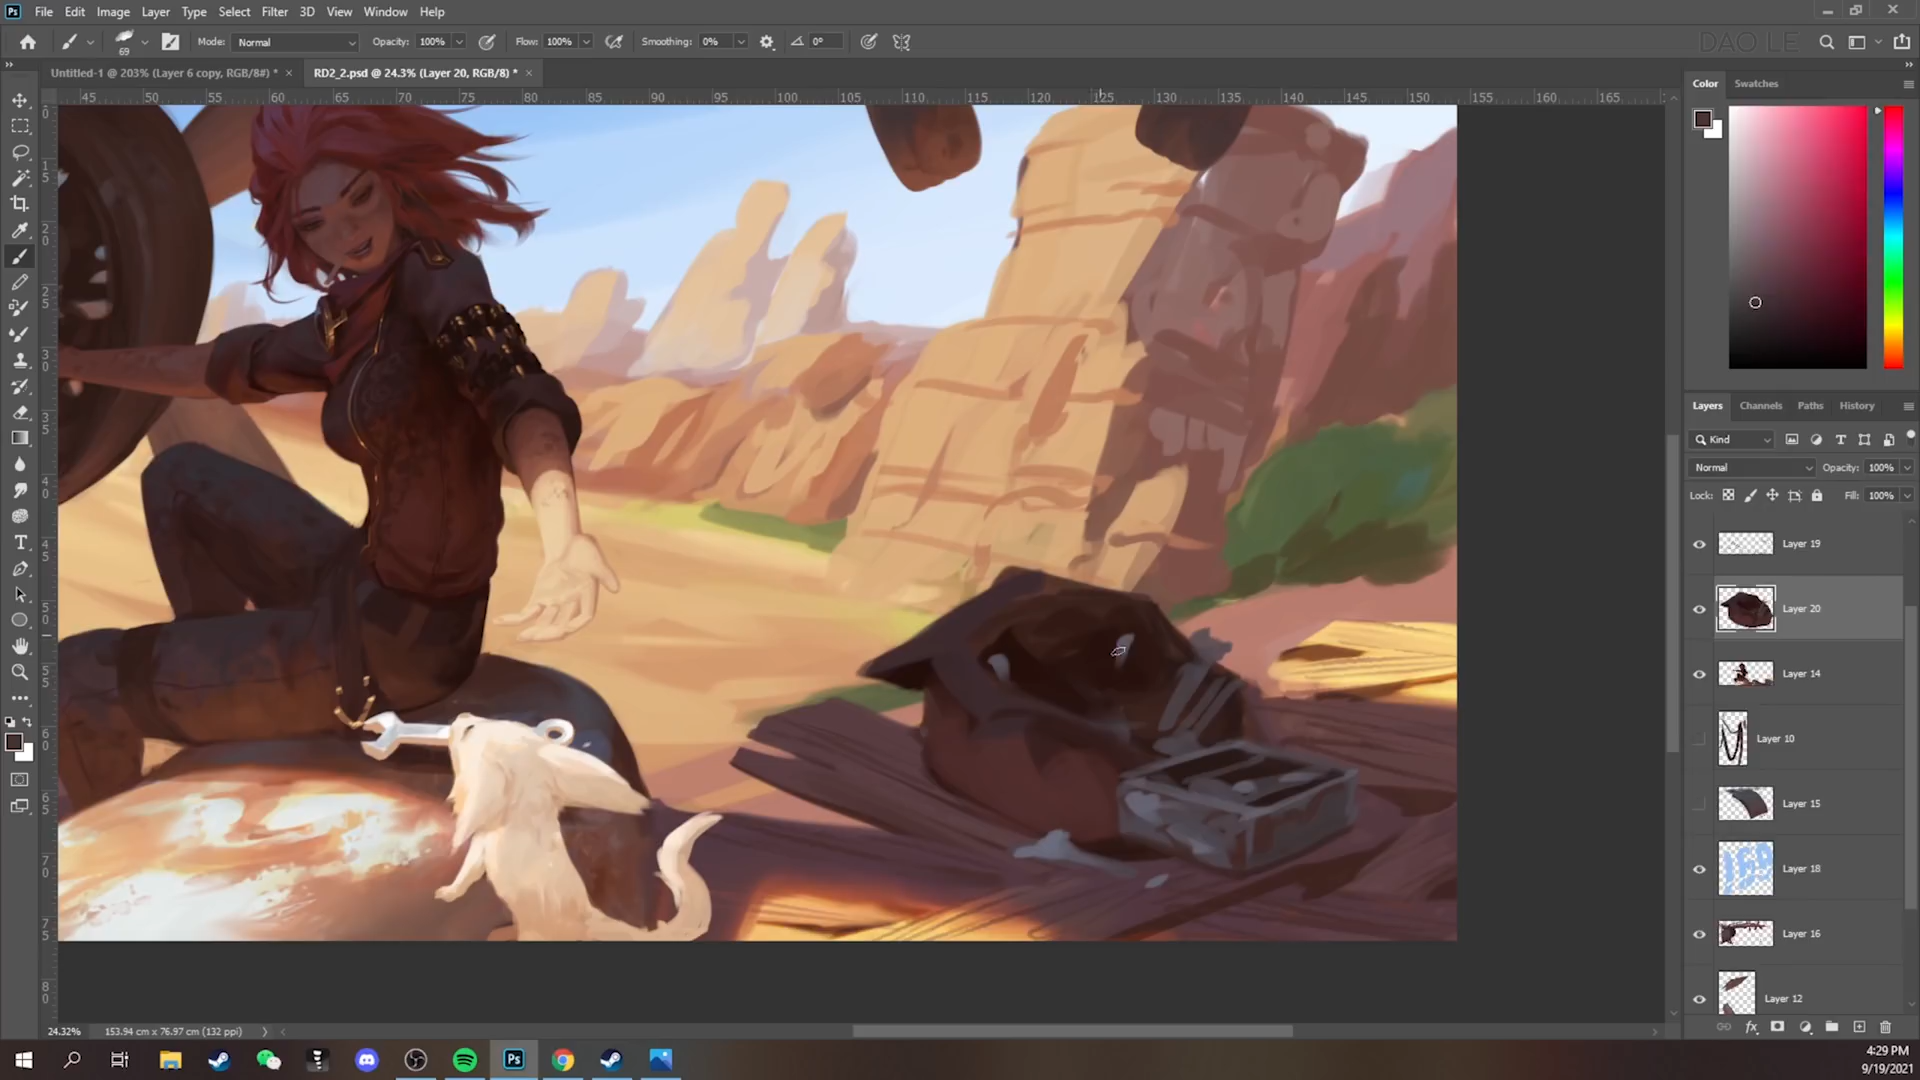 Ps File Edit Image Layer Type Select Filter 3D View Window Help
69 Mode: Normal Opacity: 100% Flow: 100% Smoothing: 0% 0° DAO LE
Untitled-1 @ 203% (Layer 6 copy, RGB/8#) * × RD2_2.psd @ 24.3% (Layer 20, RGB/8) * ×
45 50 55 60 65 70 75 80 85 90 95 100 105 110 115 120 125 130 135 140 145 150 155 160 165
Color Swatches
Layers Channels Paths History
Kind
Normal Opacity: 100%
Lock: Fill: 100%
Layer 19
Layer 20
Layer 14
Layer 10
Layer 15
Layer 18
Layer 16
Layer 12
24.32% 153.94 cm x 76.97 cm (132 ppi)
4:29 PM
9/19/2021